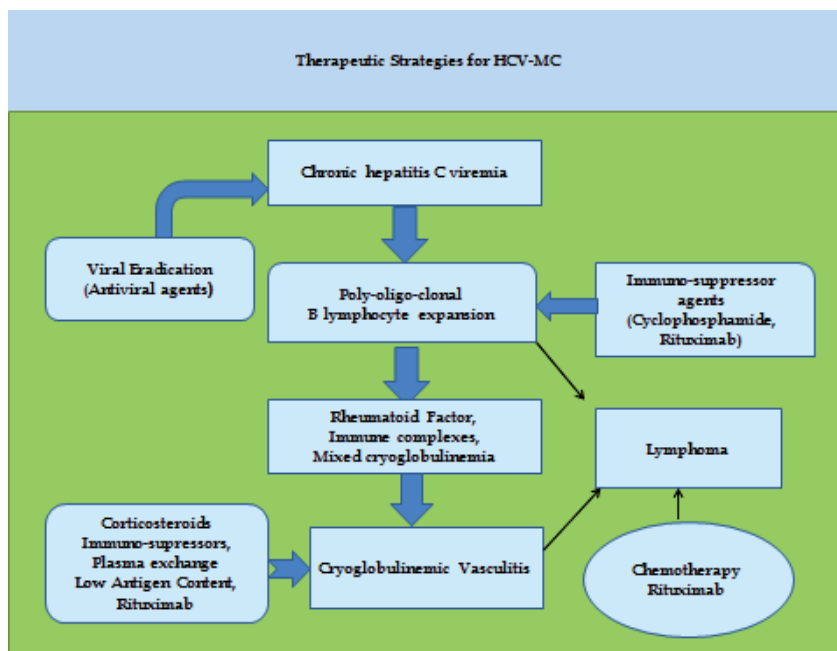 Therapeutic Strategies for HCV-MC
Chronic hepatitis C viremia
Viral Eradication
(Antiviral agents)
Poly-oligo-clonal
B lymphocyte expansion
Immuno-suppressor
agents
(Cyclophosphamide,
Rituximab)
Rheumatoid Factor,
Immune complexes,
Mixed cryoglobulinemia
Lymphoma
Corticosteroids
Immuno-supressors,
Plasma exchange
Low Antigen Content,
Rituximab
Cryoglobulinemic Vasculitis
Chemotherapy
Rituximab